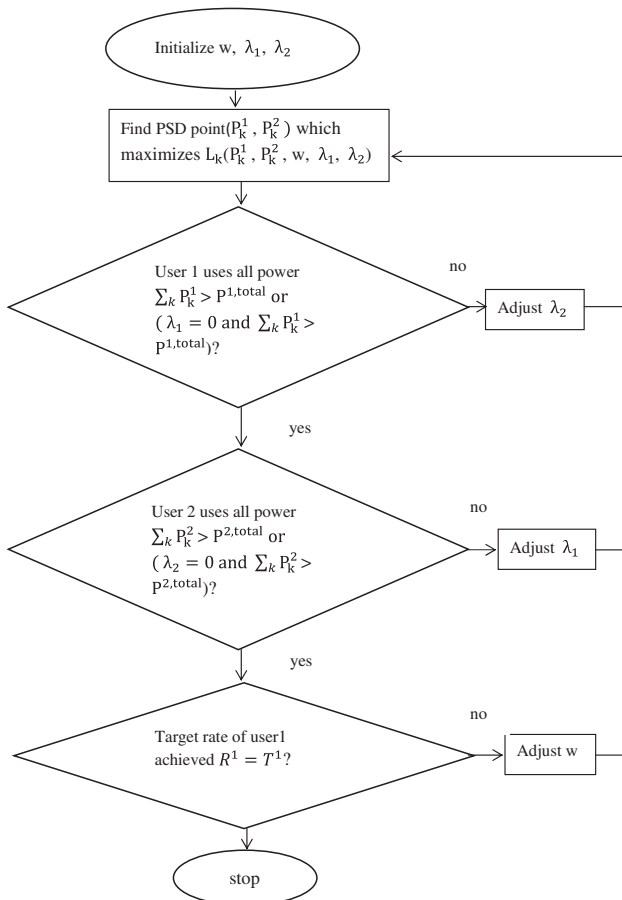 Initialize w, λ₁, λ₂
Find PSD point(P_k^1, P_k^2) which
maximizes L_k(P_k^1, P_k^2, w, λ₁, λ₂)
User 1 uses all power
∑_k P_k^1 > P^{1,total} or
( λ₁ = 0 and ∑_k P_k^1 >
P^{1,total})?
no
Adjust λ₂
yes
User 2 uses all power
∑_k P_k^2 > P^{2,total} or
( λ₂ = 0 and ∑_k P_k^2 >
P^{2,total})?
no
Adjust λ₁
yes
Target rate of user1
achieved R^1 = T^1?
no
Adjust w
stop